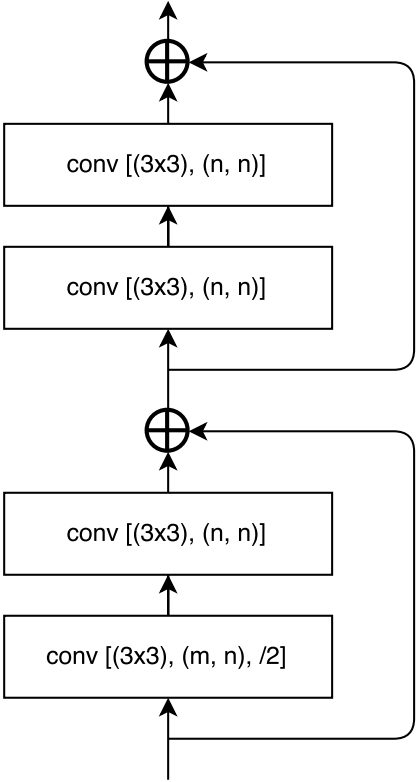 conv [(3x3), (n, n)]
conv [(3x3), (n, n)]
conv [(3x3), (n, n)]
conv [(3x3), (m, n), /2]